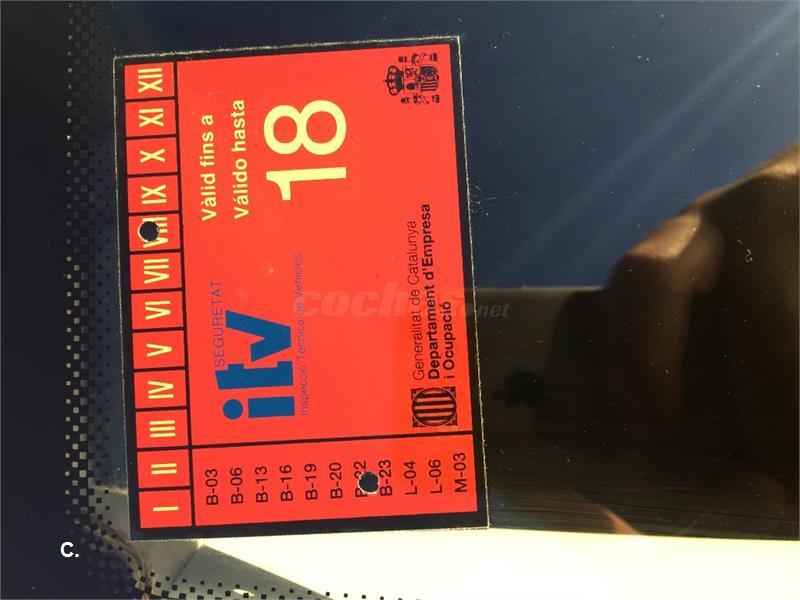 I II III IV V VI VII VIII IX X XI XII
SEGURETAT
itv
Inspecció Tècnica de Vehicles
Vàlid fins a
Válido hasta
18
Generalitat de Catalunya
Departament d'Empresa
i Ocupació
B-03
B-06
B-13
B-16
B-19
B-20
B-22
B-23
L-04
L-06
M-03
coches.net
C.